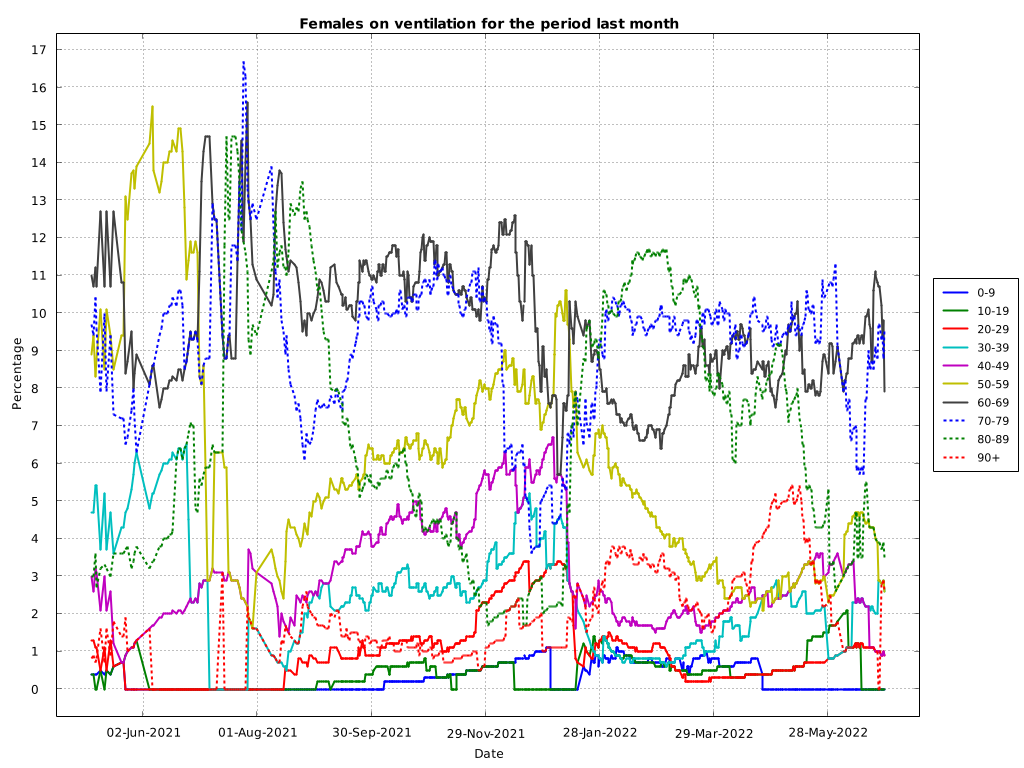 Females on ventilation for the period last month
17
16
15
14
13
12
11
10
9
8
7
6
5
4
3
2
1
0
Percentage
02-Jun-2021
01-Aug-2021
30-Sep-2021
29-Nov-2021
28-Jan-2022
29-Mar-2022
28-May-2022
Date
0-9
10-19
20-29
30-39
40-49
50-59
60-69
70-79
80-89
90+